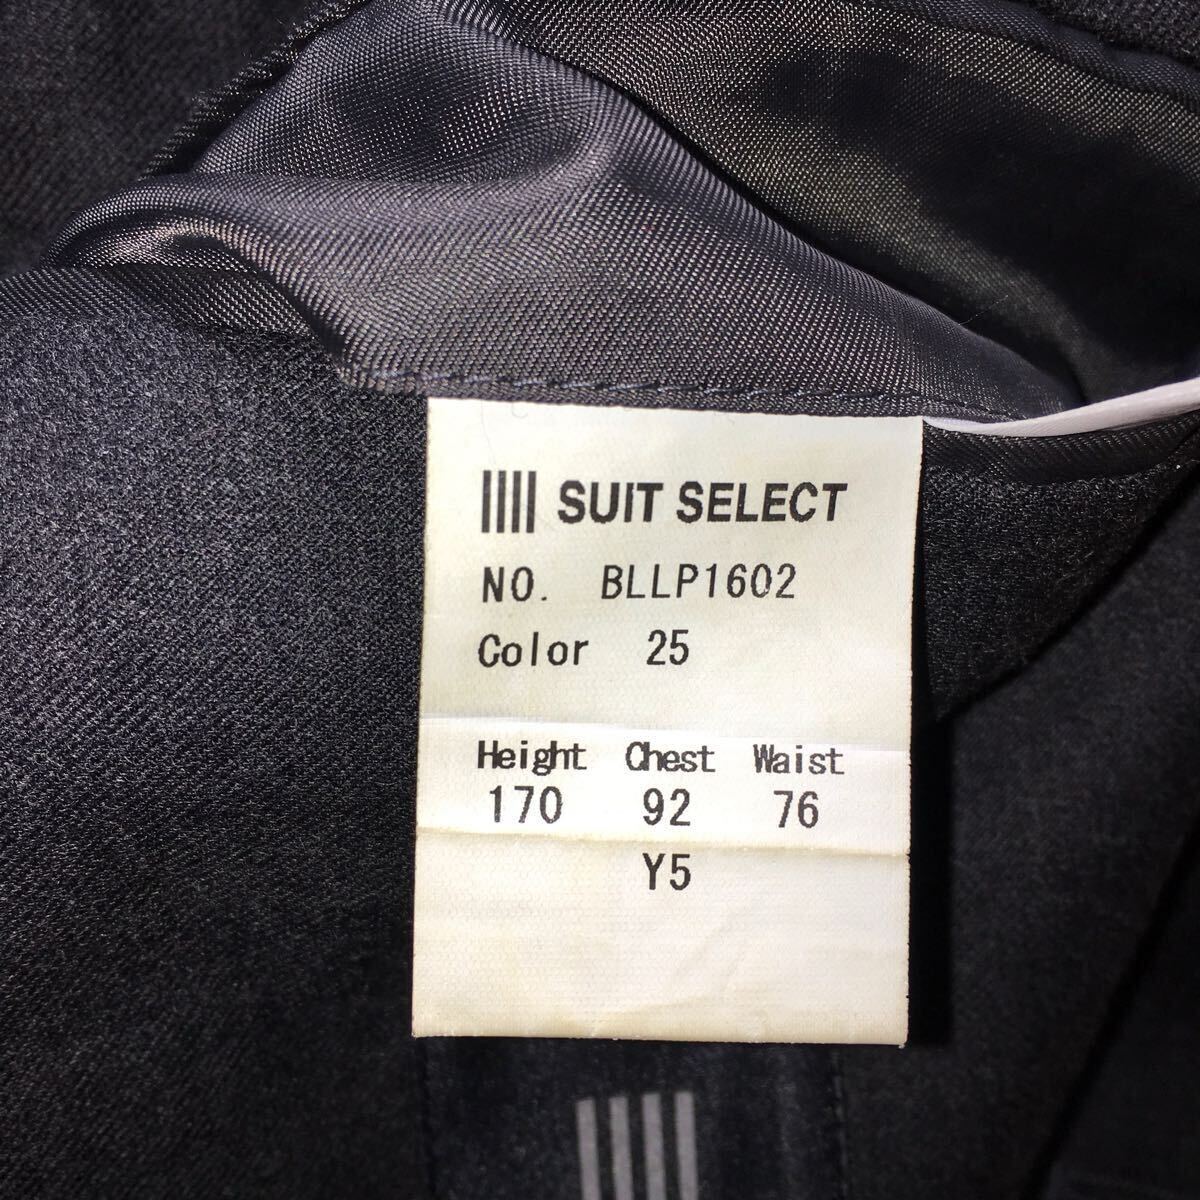 SUIT SELECT
NO. BLLP1602
Color 25
Height Chest Waist
170 92 76
Y5